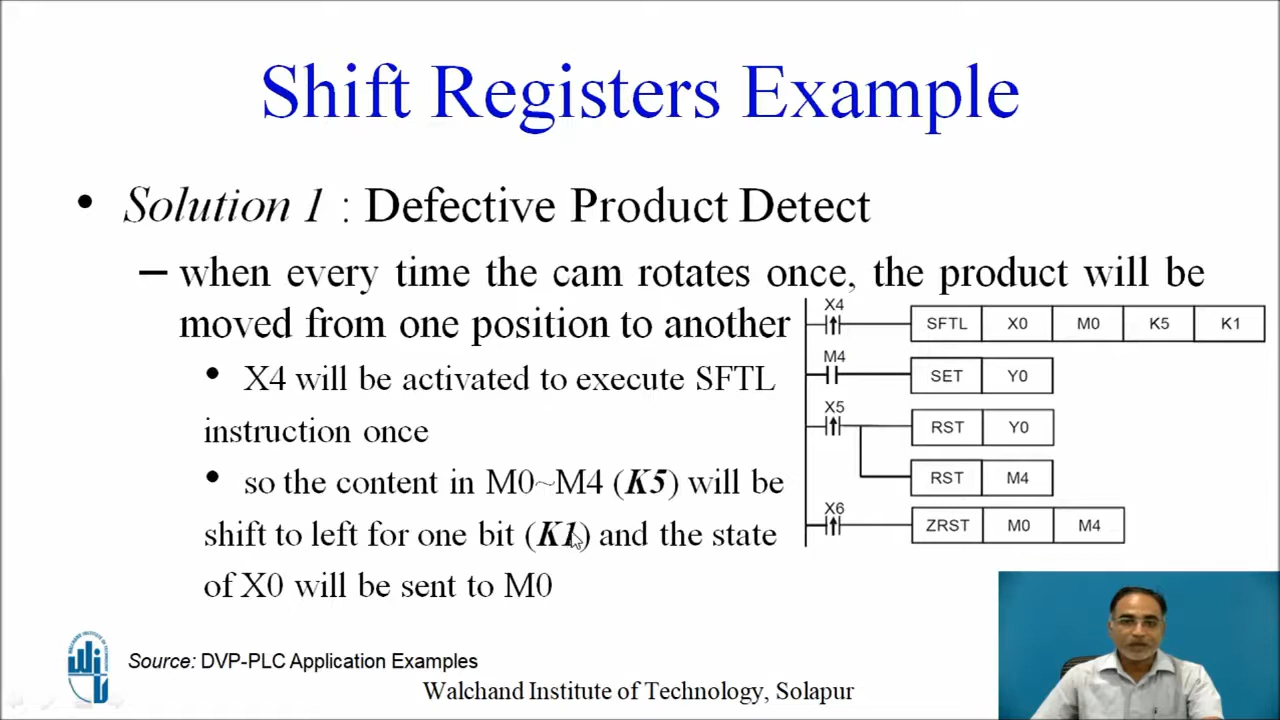 Shift Registers Example
• Solution 1 : Defective Product Detect
– when every time the cam rotates once, the product will be
moved from one position to another
• X4 will be activated to execute SFTL
instruction once
• so the content in M0~M4 (K5) will be
shift to left for one bit (K1) and the state
of X0 will be sent to M0
X4
SFTL X0 M0 K5 K1
M4
SET Y0
X5
RST Y0
RST M4
X6
ZRST M0 M4
Source: DVP-PLC Application Examples
Walchand Institute of Technology, Solapur